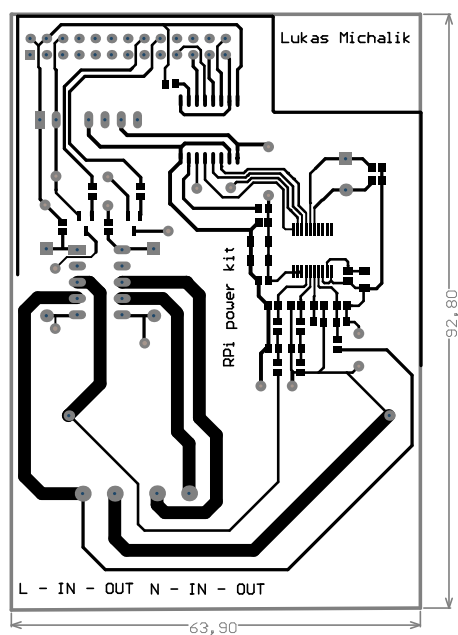 Lukas Michalik
RPi power kit
92,80
L - IN - OUT N - IN - OUT
63,90